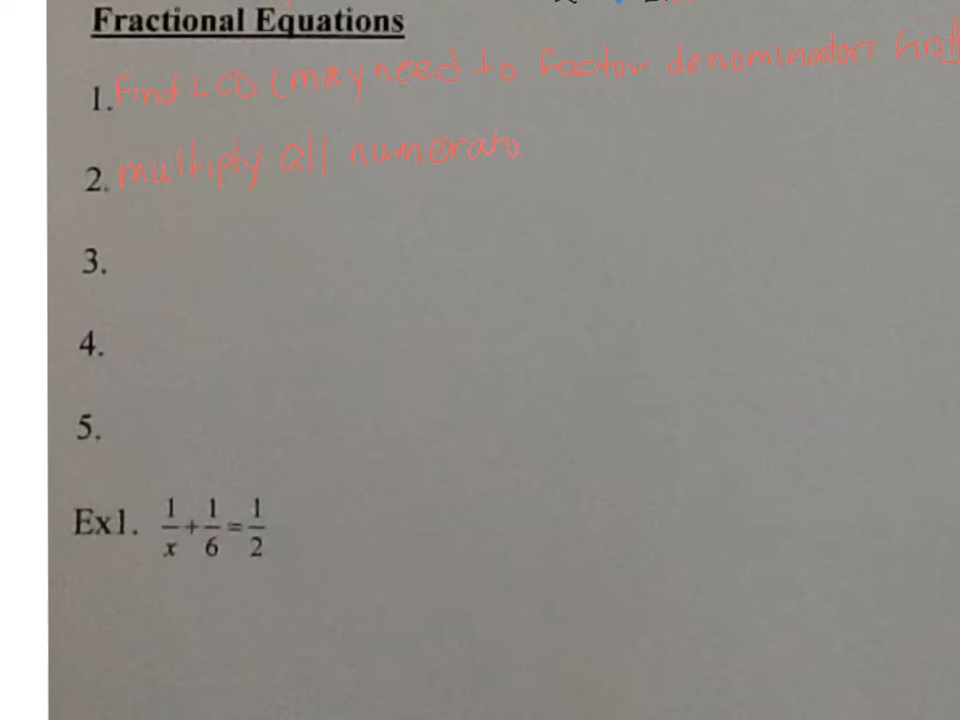 Fractional Equations
1. Find LCD (may need to factor denominators first
2. multiply all numerato
3.
4.
5.
Ex1. 1/x + 1/6 = 1/2